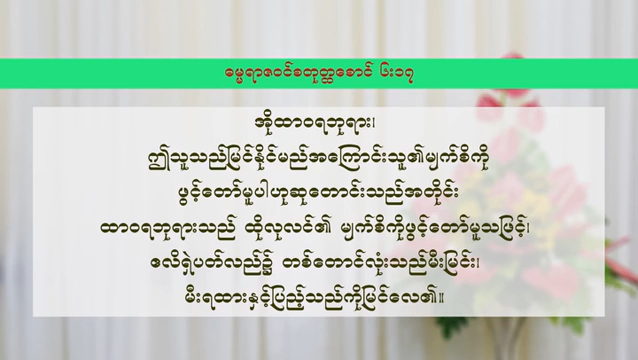 ဓမ္မရာဇဝင်စတုတ္ထစောင် ၆း၁၇
အိုထာဝရဘုရား၊
ဤသူသည်မြင်နိုင်မည်အကြောင်းသူ၏မျက်စိကို
ဖွင့်တော်မူပါဟုဆုတောင်းသည်အတိုင်း
ထာဝရဘုရားသည် ထိုလုလင်၏ မျက်စိကိုဖွင့်တော်မူသဖြင့်၊
ဧလိရှဲပတ်လည်၌ တစ်တောင်လုံးသည်မီးမြင်း၊
မီးရထားနှင့်ပြည့်သည်ကိုမြင်လေ၏။